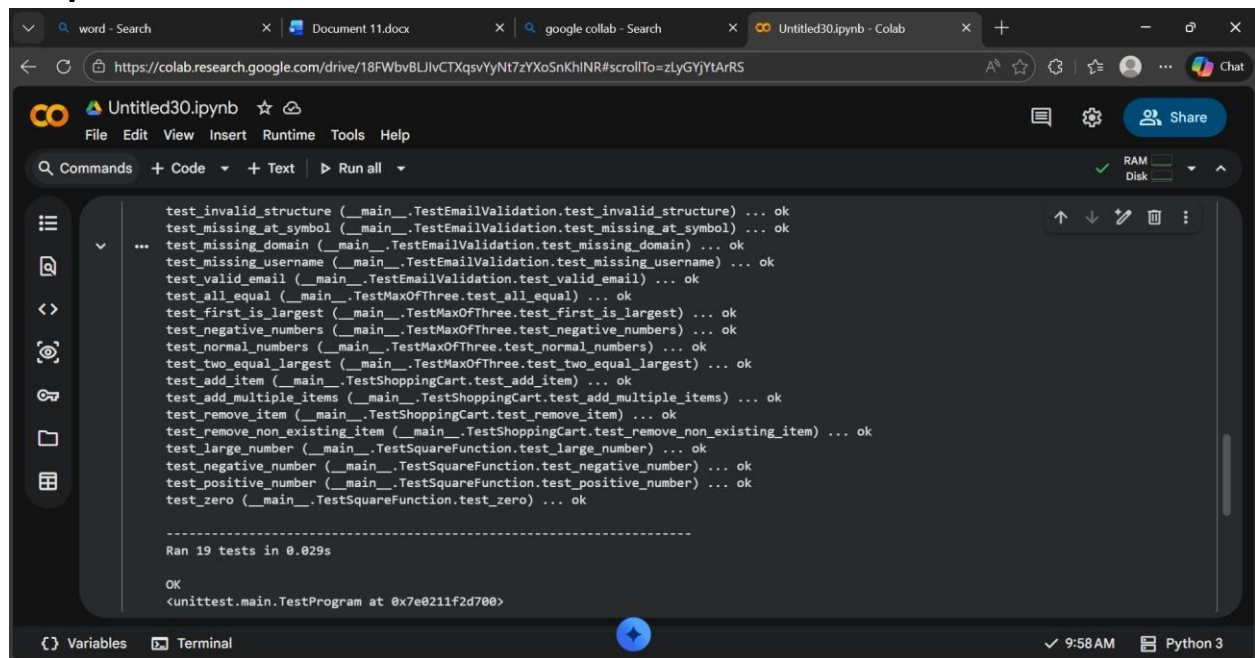 word - Search
Document 11.docx
google collab - Search
Untitled30.ipynb - Colab
https://colab.research.google.com/drive/18FWbvBLJIvCTXqsvYyNt7zYXoSnKhINR#scrollTo=zLyGYjYtArRS
Chat
Untitled30.ipynb
File Edit View Insert Runtime Tools Help
Share
Commands + Code + Text Run all
RAM
Disk
test_invalid_structure (__main__.TestEmailValidation.test_invalid_structure) ... ok
test_missing_at_symbol (__main__.TestEmailValidation.test_missing_at_symbol) ... ok
test_missing_domain (__main__.TestEmailValidation.test_missing_domain) ... ok
test_missing_username (__main__.TestEmailValidation.test_missing_username) ... ok
test_valid_email (__main__.TestEmailValidation.test_valid_email) ... ok
test_all_equal (__main__.TestMaxOfThree.test_all_equal) ... ok
test_first_is_largest (__main__.TestMaxOfThree.test_first_is_largest) ... ok
test_negative_numbers (__main__.TestMaxOfThree.test_negative_numbers) ... ok
test_normal_numbers (__main__.TestMaxOfThree.test_normal_numbers) ... ok
test_two_equal_largest (__main__.TestMaxOfThree.test_two_equal_largest) ... ok
test_add_item (__main__.TestShoppingCart.test_add_item) ... ok
test_add_multiple_items (__main__.TestShoppingCart.test_add_multiple_items) ... ok
test_remove_item (__main__.TestShoppingCart.test_remove_item) ... ok
test_remove_non_existing_item (__main__.TestShoppingCart.test_remove_non_existing_item) ... ok
test_large_number (__main__.TestSquareFunction.test_large_number) ... ok
test_negative_number (__main__.TestSquareFunction.test_negative_number) ... ok
test_positive_number (__main__.TestSquareFunction.test_positive_number) ... ok
test_zero (__main__.TestSquareFunction.test_zero) ... ok
----------------------------------------------------------------------
Ran 19 tests in 0.029s
OK
<unittest.main.TestProgram at 0x7e0211f2d700>
{} Variables Terminal
9:58 AM Python 3